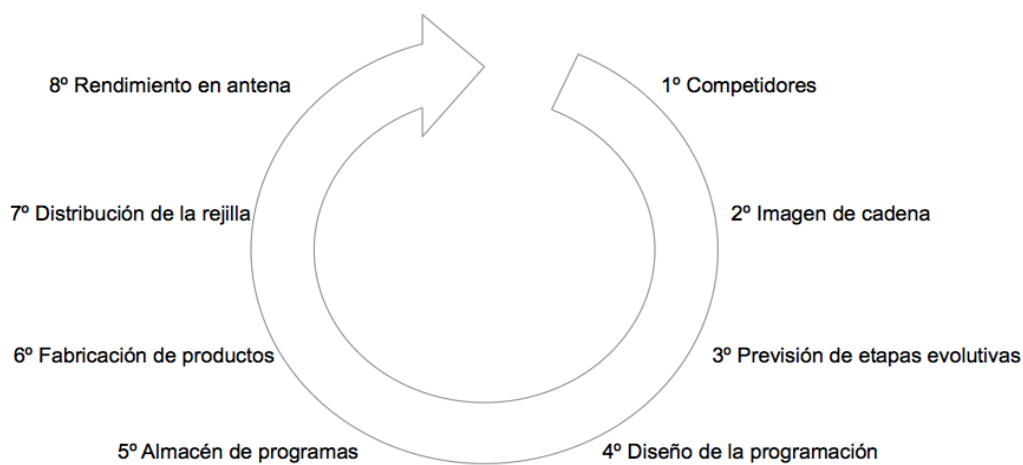 1º Competidores
2º Imagen de cadena
3º Previsión de etapas evolutivas
4º Diseño de la programación
5º Almacén de programas
6º Fabricación de productos
7º Distribución de la rejilla
8º Rendimiento en antena